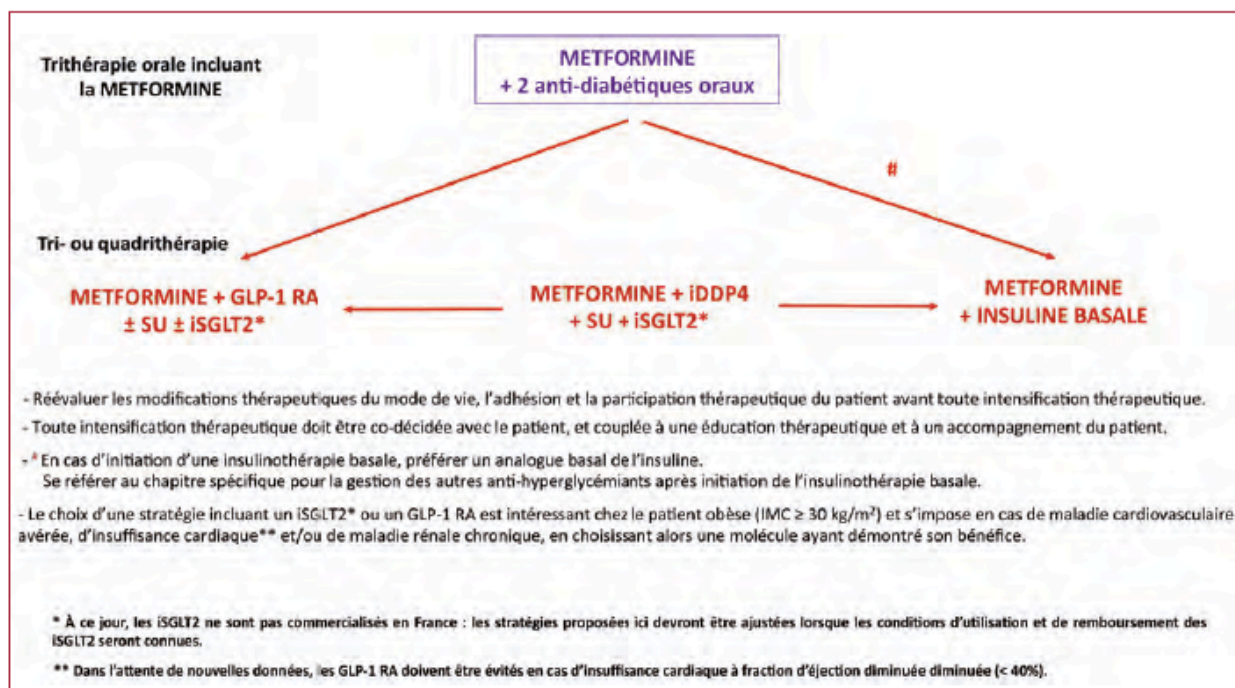 Trithérapie orale incluant
la METFORMINE
METFORMINE
+ 2 anti-diabétiques oraux
#
Tri- ou quadrithérapie
METFORMINE + GLP-1 RA
± SU ± iSGLT2*
METFORMINE + iDDP4
+ SU + iSGLT2*
METFORMINE
+ INSULINE BASALE
- Réévaluer les modifications thérapeutiques du mode de vie, l'adhésion et la participation thérapeutique du patient avant toute intensification thérapeutique.
- Toute intensification thérapeutique doit être co-décidée avec le patient, et couplée à une éducation thérapeutique et à un accompagnement du patient.
- # En cas d'initiation d'une insulinothérapie basale, préférer un analogue basal de l'insuline.
Se référer au chapitre spécifique pour la gestion des autres anti-hyperglycémiants après initiation de l'insulinothérapie basale.
- Le choix d'une stratégie incluant un iSGLT2* ou un GLP-1 RA est intéressant chez le patient obèse (IMC ≥ 30 kg/m²) et s'impose en cas de maladie cardiovasculaire
avérée, d'insuffisance cardiaque** et/ou de maladie rénale chronique, en choisissant alors une molécule ayant démontré son bénéfice.
* À ce jour, les iSGLT2 ne sont pas commercialisés en France : les stratégies proposées ici devront être ajustées lorsque les conditions d'utilisation et de remboursement des
iSGLT2 seront connues.
** Dans l'attente de nouvelles données, les GLP-1 RA doivent être évités en cas d'insuffisance cardiaque à fraction d'éjection diminuée diminuée (< 40%).